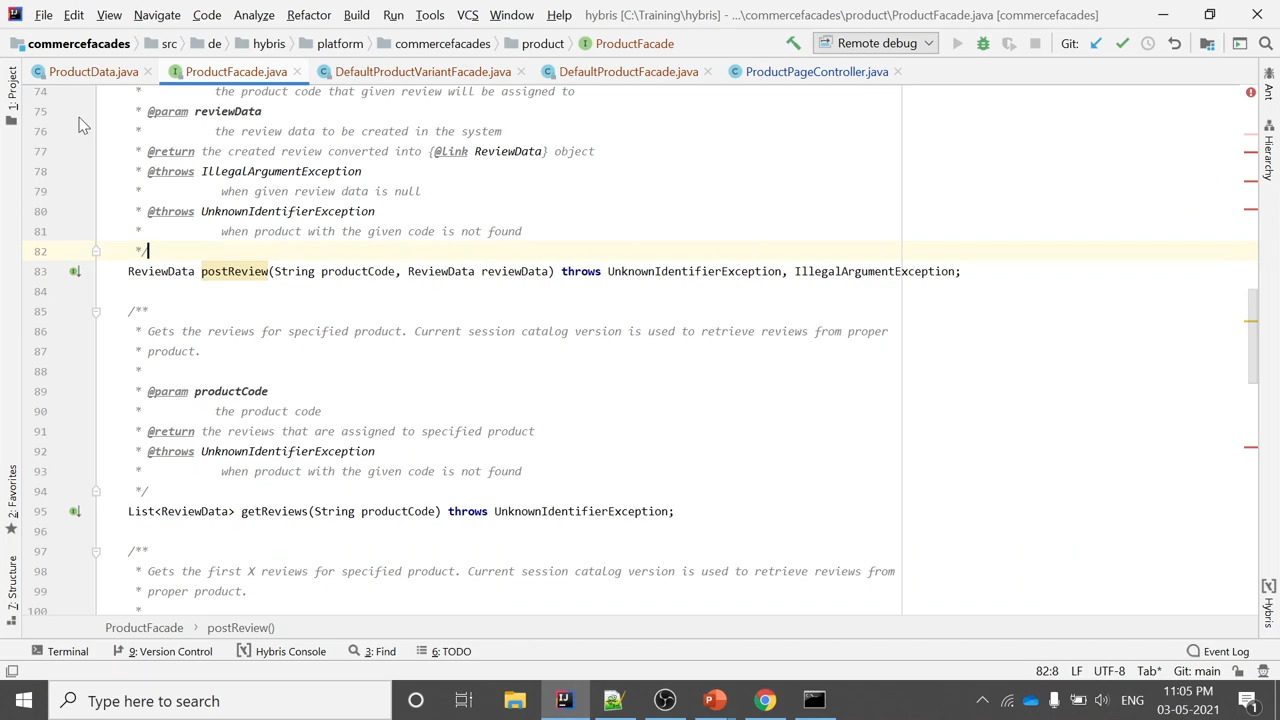 File Edit View Navigate Code Analyze Refactor Build Run Tools VCS Window Help hybris [C:\Training\hybris] - ...\commercefacades\product\ProductFacade.java [commercefacades]
commercefacades src de hybris platform commercefacades product ProductFacade Remote debug Git:
ProductData.java ProductFacade.java DefaultProductVariantFacade.java DefaultProductFacade.java ProductPageController.java
1: Project
2: Favorites
7: Structure
Ant
Hierarchy
Hybris
74 * the product code that given review will be assigned to
75 * @param reviewData
76 * the review data to be created in the system
77 * @return the created review converted into {@link ReviewData} object
78 * @throws IllegalArgumentException
79 * when given review data is null
80 * @throws UnknownIdentifierException
81 * when product with the given code is not found
82 */
83 ReviewData postReview(String productCode, ReviewData reviewData) throws UnknownIdentifierException, IllegalArgumentException;
84
85 /**
86 * Gets the reviews for specified product. Current session catalog version is used to retrieve reviews from proper
87 * product.
88 *
89 * @param productCode
90 * the product code
91 * @return the reviews that are assigned to specified product
92 * @throws UnknownIdentifierException
93 * when product with the given code is not found
94 */
95 List<ReviewData> getReviews(String productCode) throws UnknownIdentifierException;
96
97 /**
98 * Gets the first X reviews for specified product. Current session catalog version is used to retrieve reviews from
99 * proper product.
100 *
ProductFacade > postReview()
Terminal 9: Version Control Hybris Console 3: Find 6: TODO Event Log
82:8 LF UTF-8 Tab* Git: main
Type here to search
ENG
11:05 PM
03-05-2021
1